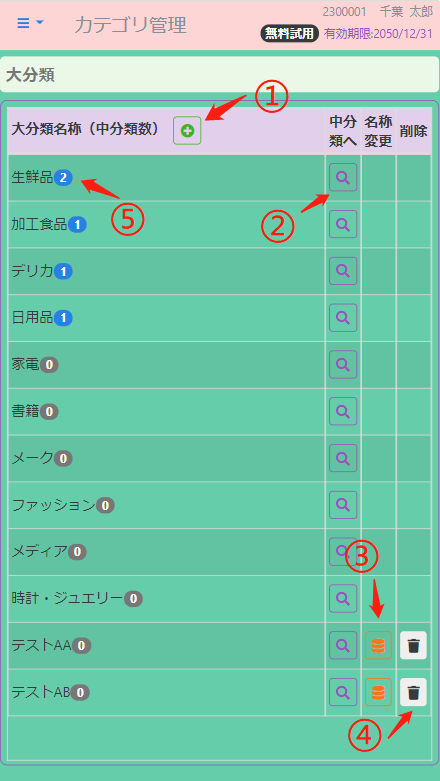 2300001 千葉 太郎
カテゴリ管理
無料試用 有効期限:2050/12/31
大分類
①
大分類名称（中分類数）
中分類へ
名称変更
削除
生鮮品 2
⑤
②
加工食品 1
デリカ 1
日用品 1
家電 0
書籍 0
メーク 0
ファッション 0
メディア 0
③
時計・ジュエリー 0
テストAA 0
テストAB 0
④